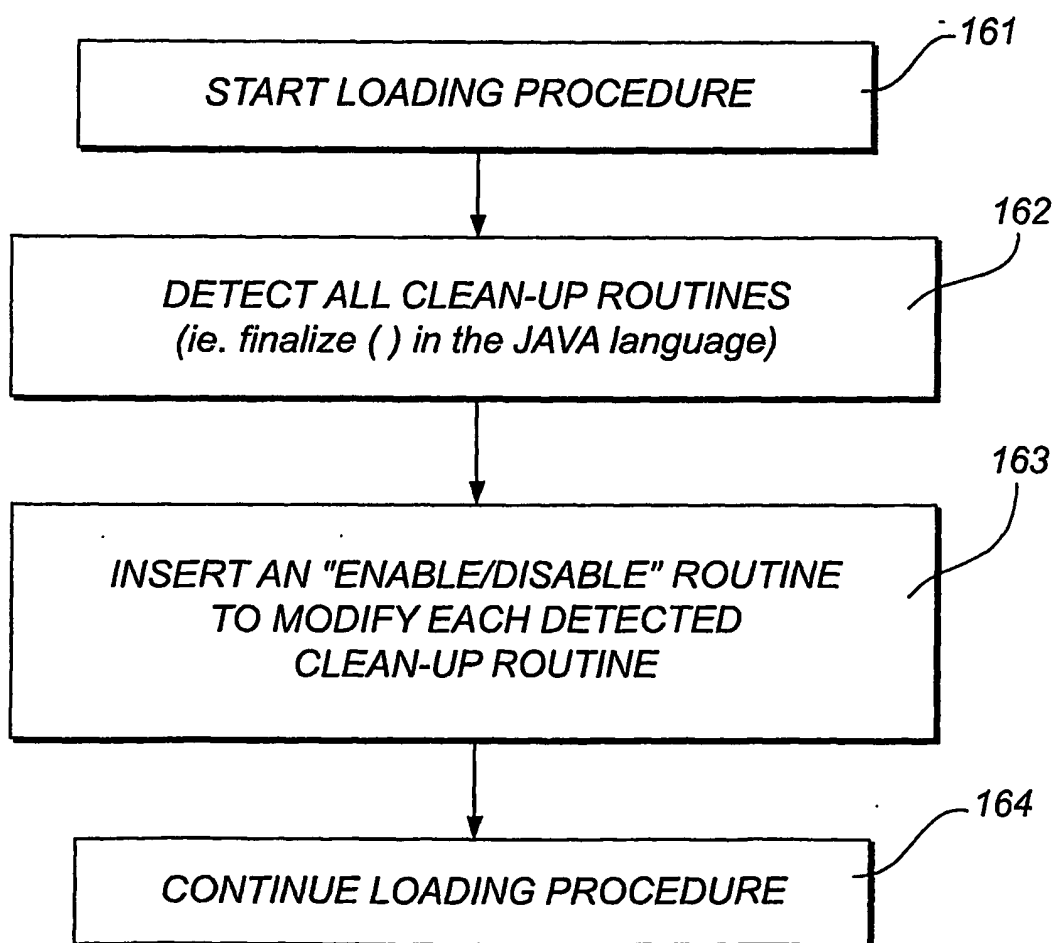 161
START LOADING PROCEDURE
162
DETECT ALL CLEAN-UP ROUTINES
(ie. finalize ( ) in the JAVA language)
163
INSERT AN "ENABLE/DISABLE" ROUTINE
TO MODIFY EACH DETECTED
CLEAN-UP ROUTINE
164
CONTINUE LOADING PROCEDURE